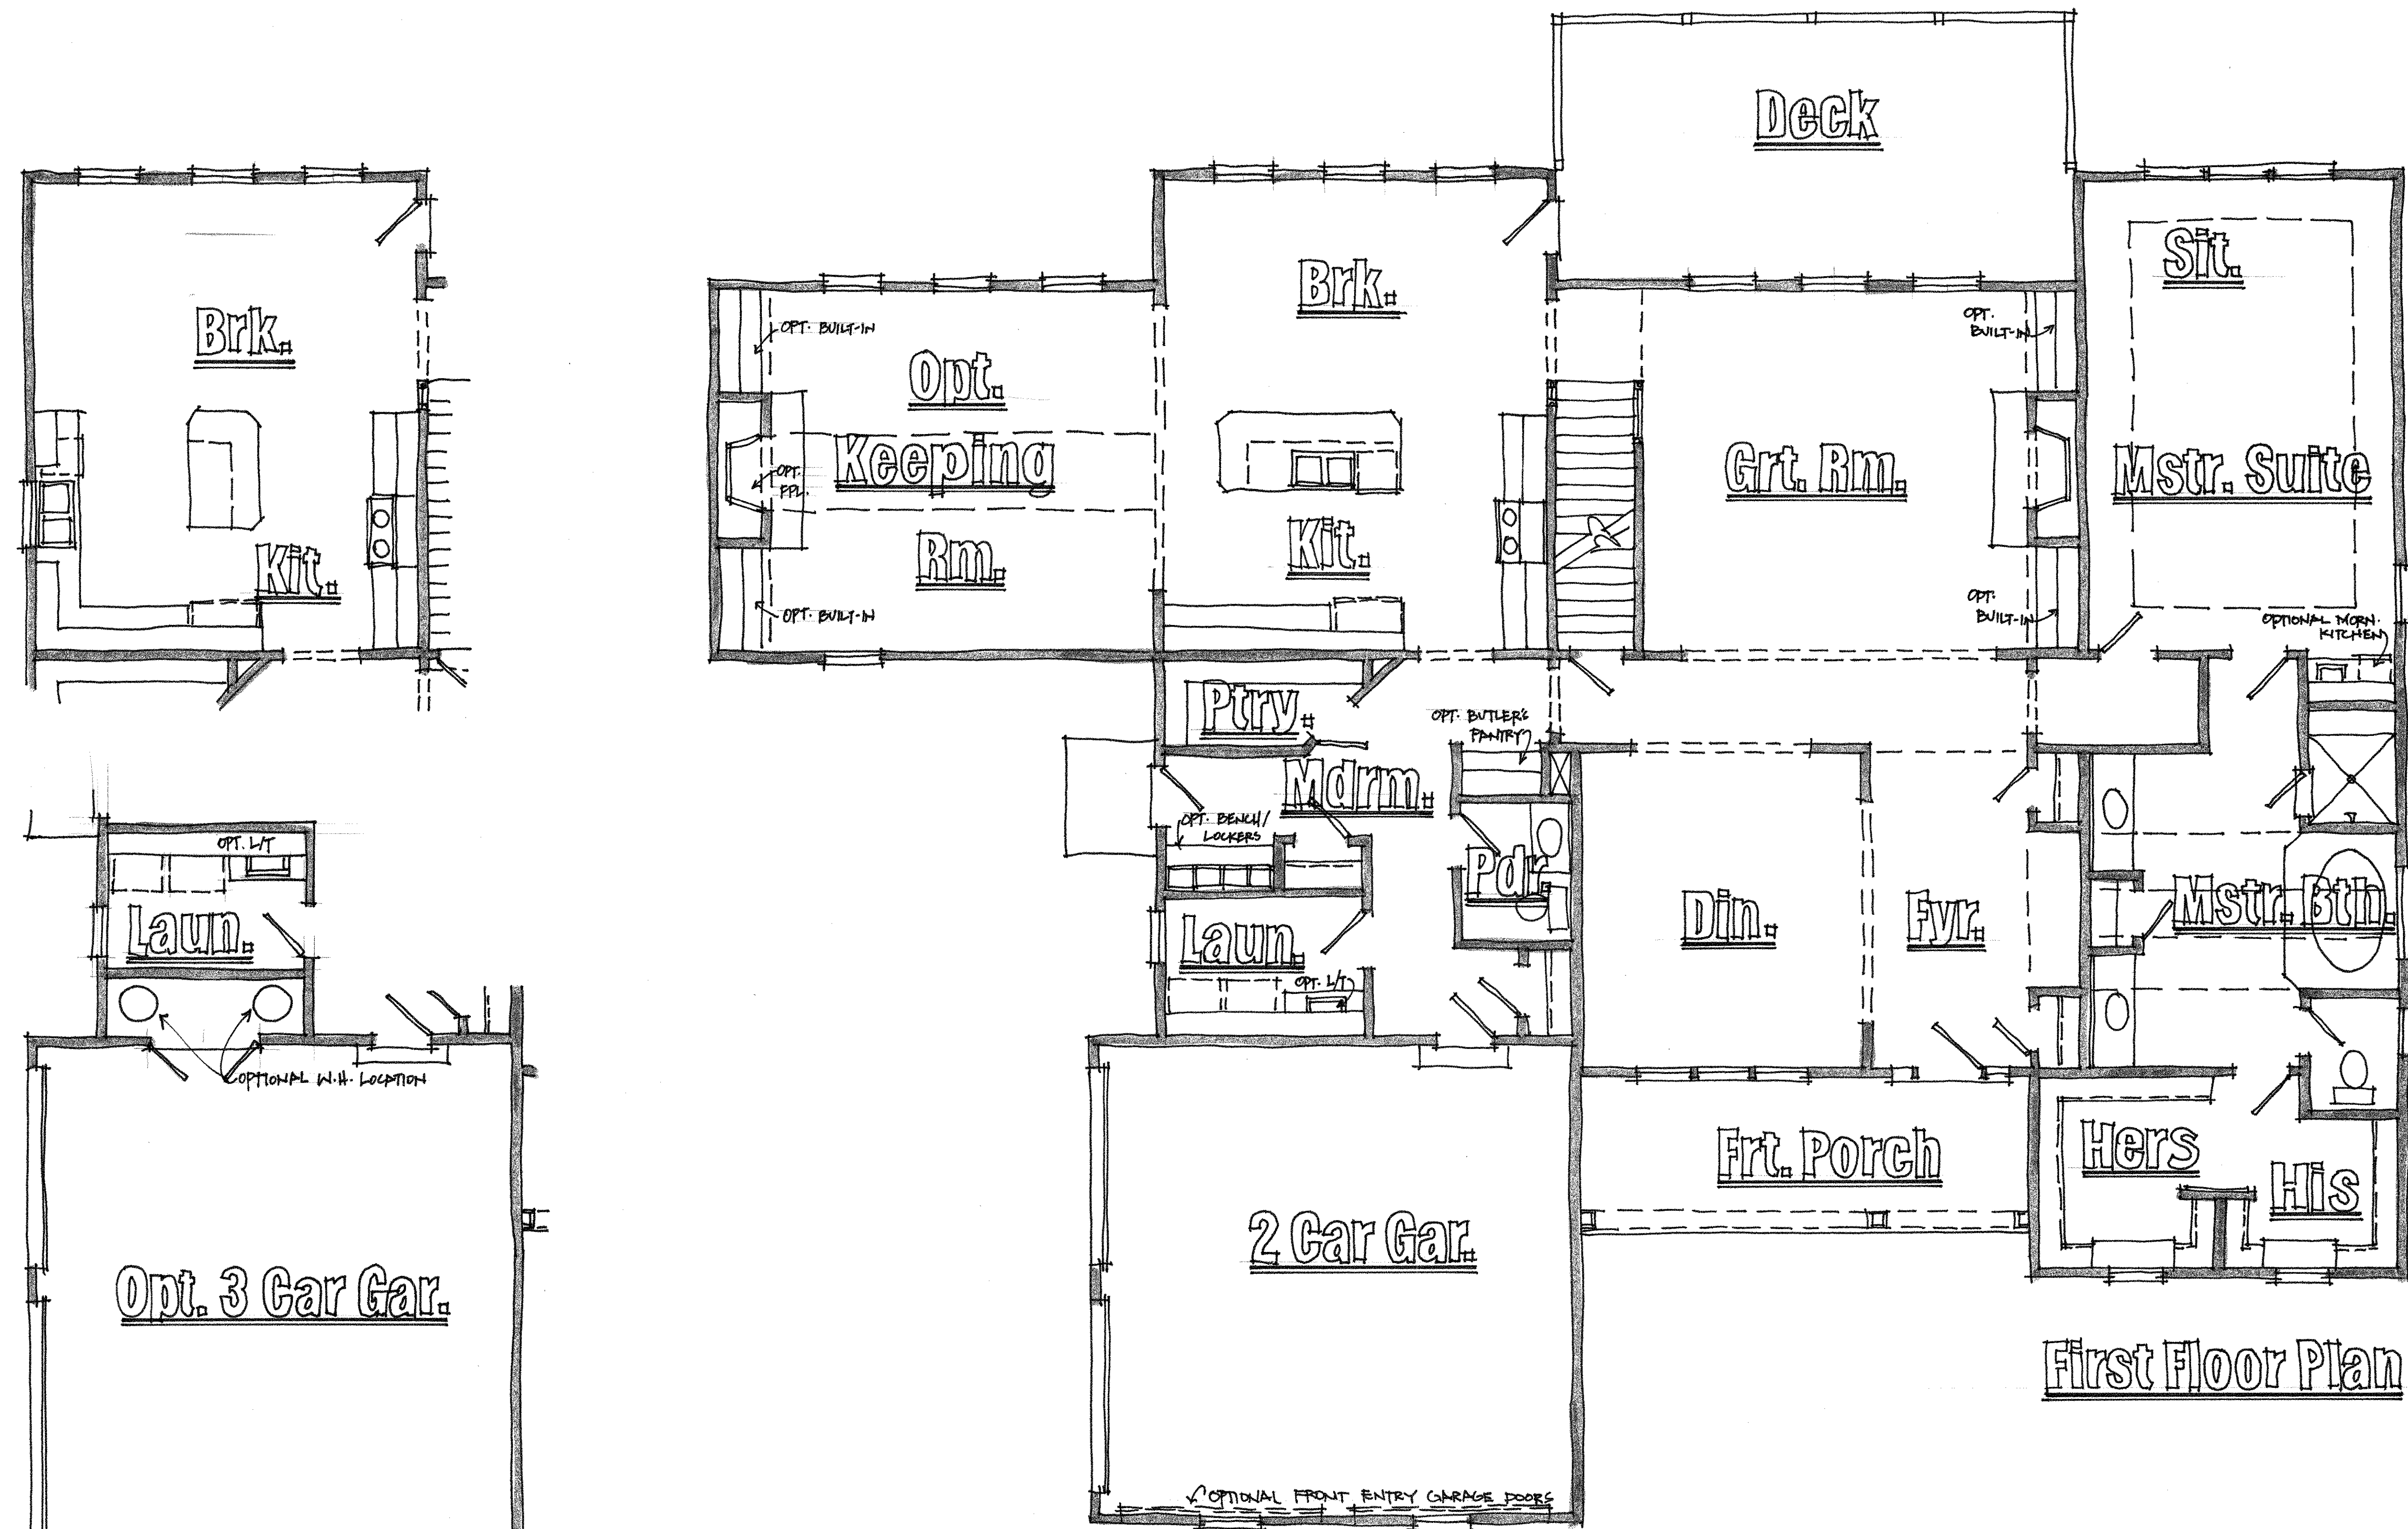 Deck
Brk.
Kit.
OPT. L/T
Laun.
OPTIONAL W.H. LOCATION
Opt. 3 Car Gar.
OPT. BUILT-IN
Opt.
Keeping
Rm.
OPT.
FPL.
OPT. BUILT-IN
Brk.
Kit.
Grt. Rm.
OPT.
BUILT-IN
OPT.
BUILT-IN
Sit.
Mstr. Suite
OPTIONAL MORN.
KITCHEN
Ptry.
OPT. BUTLER'S
PANTRY
Mdrm.
OPT. BENCH/
LOCKERS
Pdr.
Laun.
OPT. L/T
Din.
Fyr.
Mstr. Bth.
Frt. Porch
Hers
His
2 Car Gar.
OPTIONAL FRONT ENTRY GARAGE DOORS
First Floor Plan